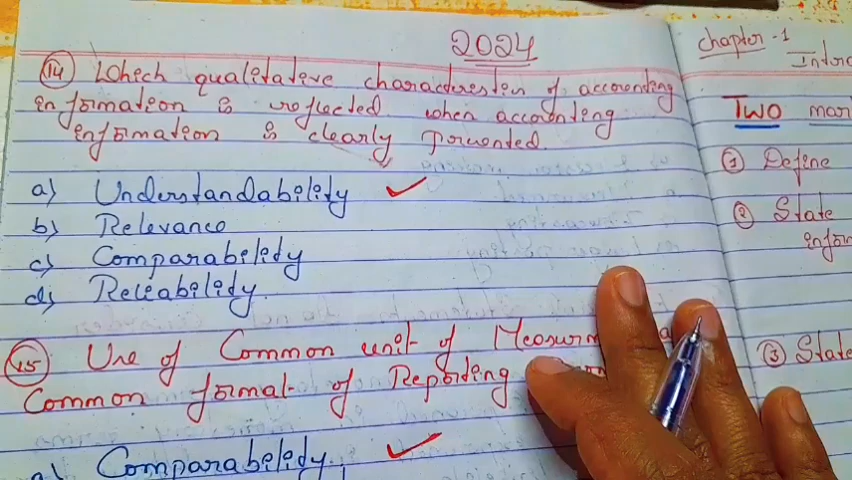 2024
14 Which qualitative characteristic of accounting
information is reflected when accounting
information is clearly presented.
a) Understandability
b) Relevance
c) Comparability
d) Reliability
15 Use of Common unit of
Common format of Reporting
a) Comparability
chapter -1
TWO
1 Define
2 State
3 State